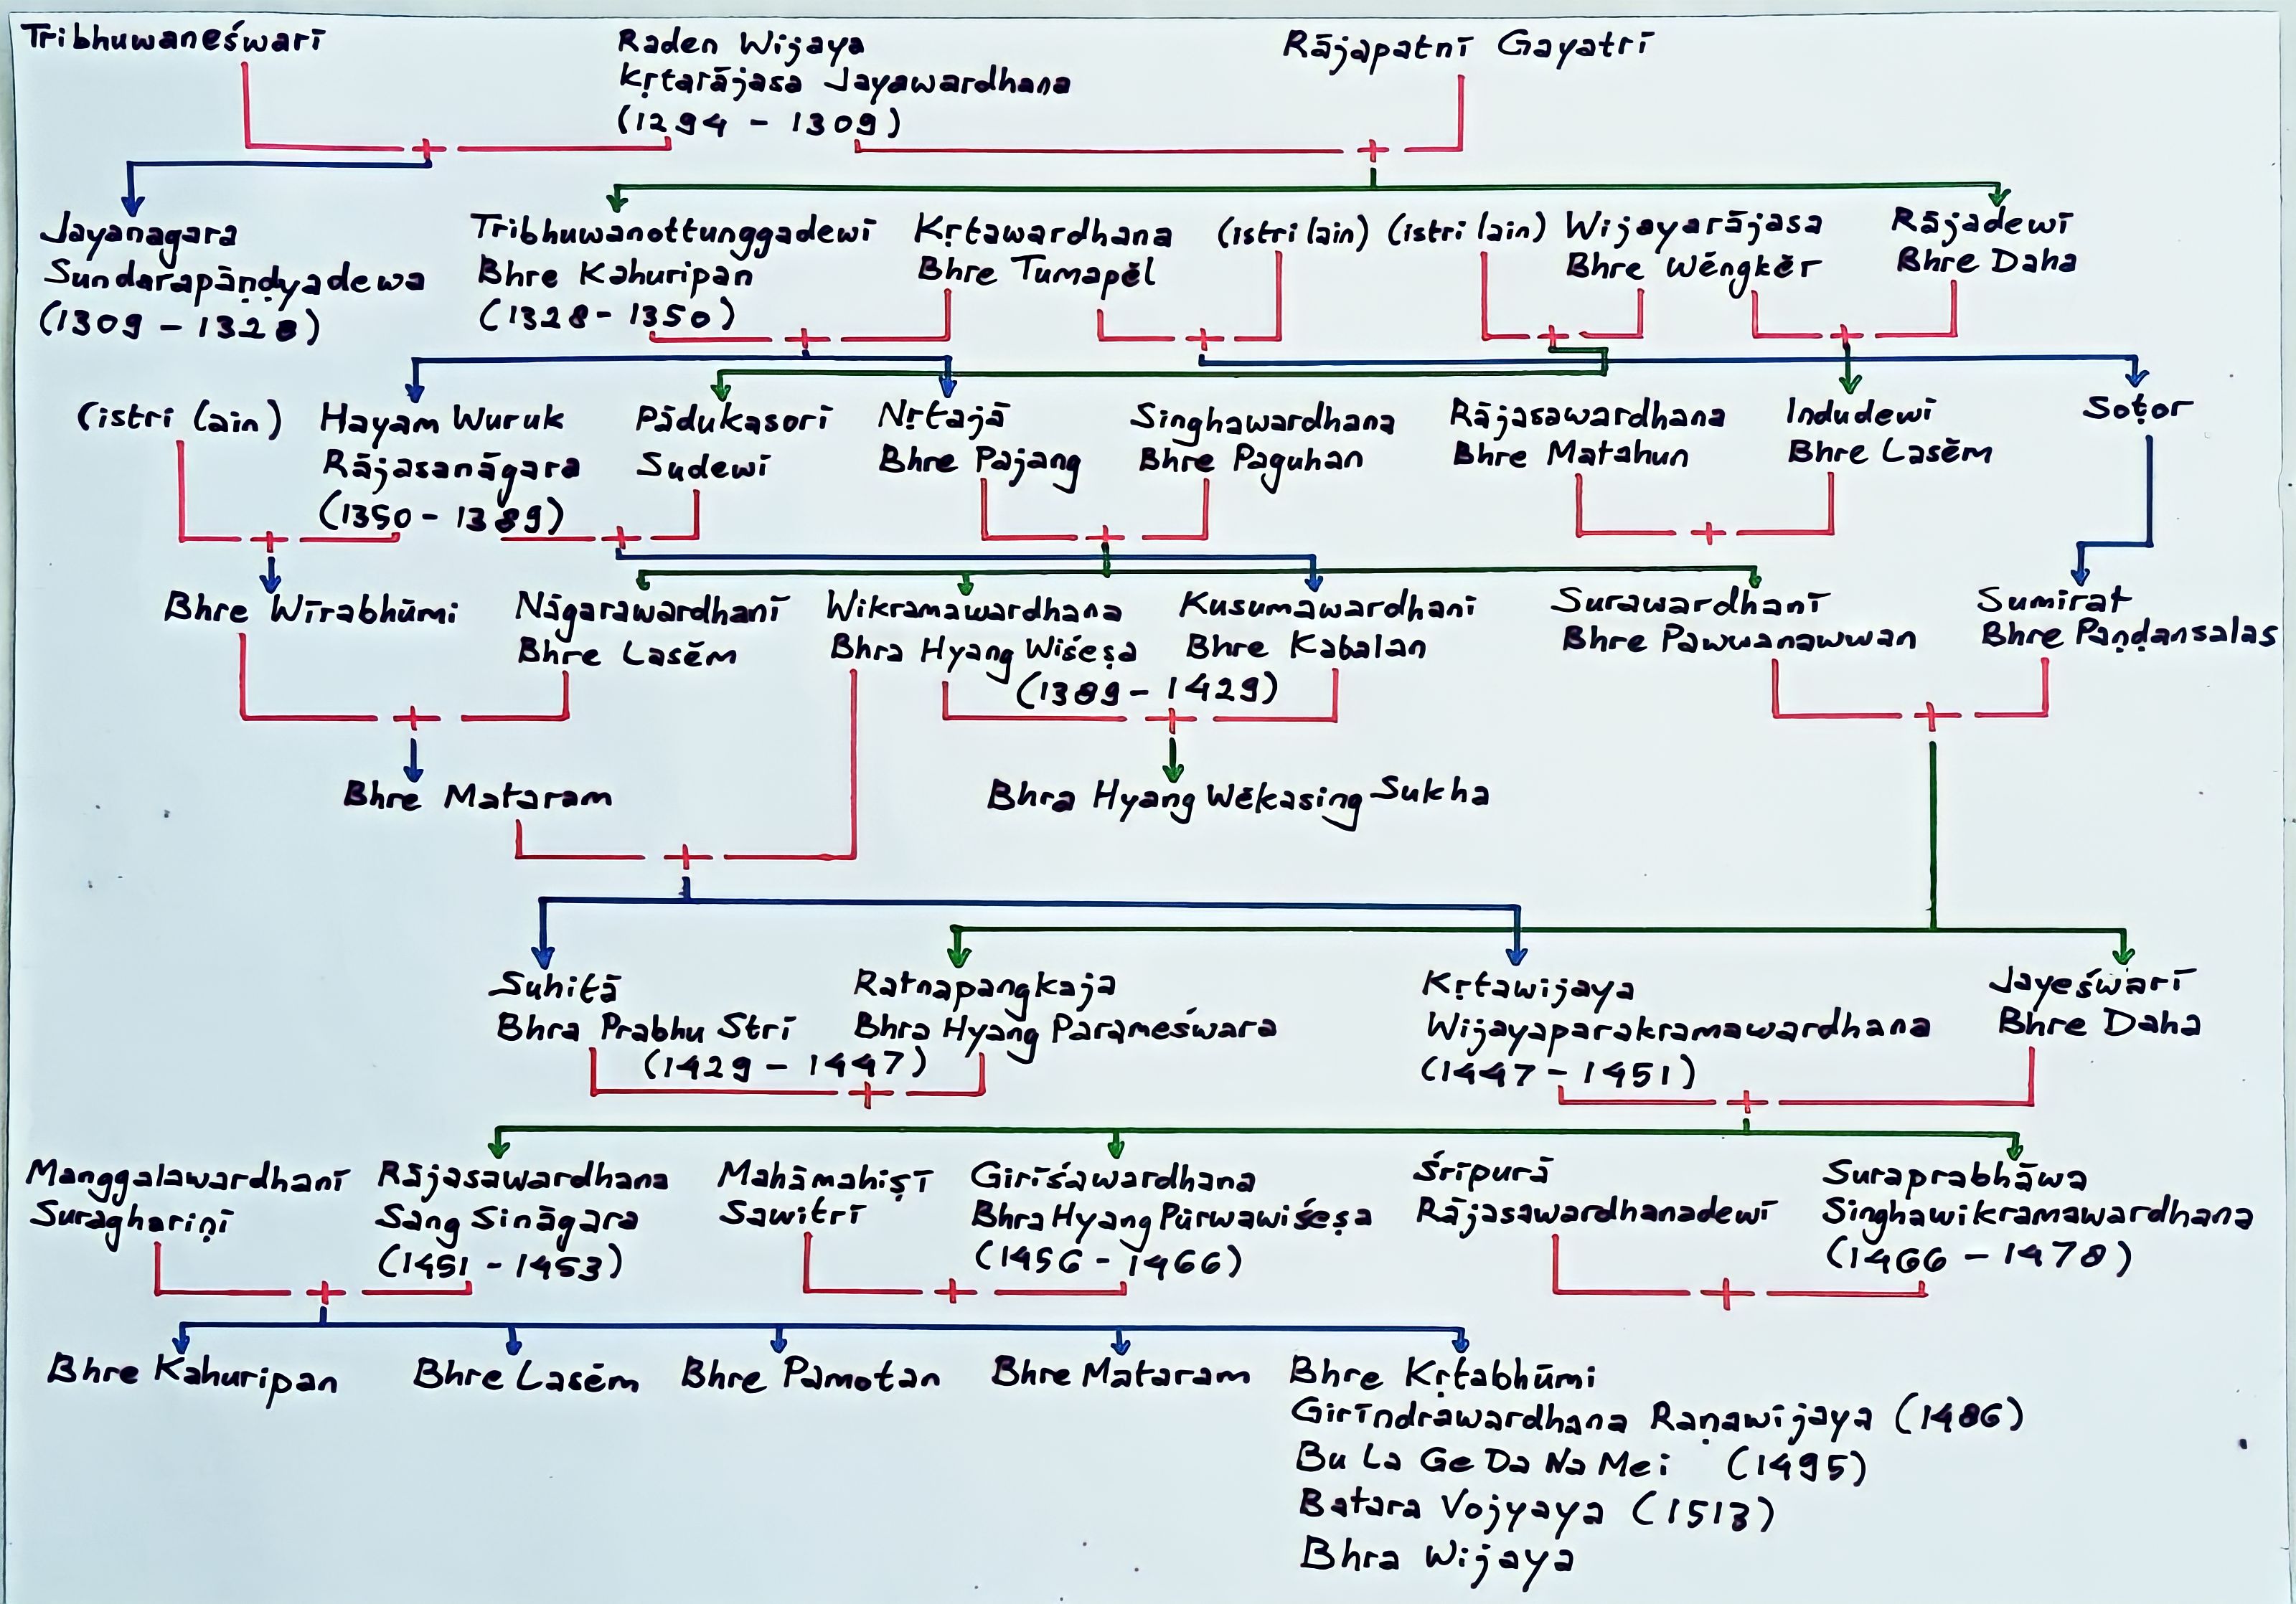 Tribhuwaneśwarī
Raden Wijaya
Kṛtarājasa Jayawardhana
(1294 - 1309)
Rājapatnī Gayatrī
Jayanagara
Sundarapāṇḍyadewa
(1309 - 1328)
Tribhuwanottunggadewī
Bhre Kahuripan
(1328 - 1350)
Kṛtawardhana
Bhre Tumapĕl
(istri lain)
(istri lain)
Wijayarājasa
Bhre Wĕngkĕr
Rājadewī
Bhre Daha
(istri lain)
Hayam Wuruk
Rājasanāgara
(1350 - 1389)
Pādukasorī
Sudewī
Nṛtajā
Bhre Pajang
Singhawardhana
Bhre Paguhan
Rājasawardhana
Bhre Matahun
Indudewī
Bhre Lasĕm
Soṭor
Bhre Wīrabhūmi
Nāgarawardhanī
Bhre Lasĕm
Wikramawardhana
Bhra Hyang Wiśeṣa
Kusumawardhanī
Bhre Kabalan
(1389 - 1429)
Surawardhanī
Bhre Pawwanawwan
Sumirat
Bhre Paṇḍansalas
Bhre Mataram
Bhra Hyang Wĕkasing Sukha
Suhitā
Bhra Prabhu Strī
Ratnapangkaja
Bhra Hyang Parameśwara
(1429 - 1447)
Kṛtawijaya
Wijayaparakramawardhana
(1447 - 1451)
Jayeśwarī
Bhre Daha
Manggalawardhanī
Suraghariṇī
Rājasawardhana
Sang Sināgara
(1451 - 1453)
Mahāmahiṣī
Sawitrī
Girīśawardhana
Bhra Hyang Pūrwawiśeṣa
(1456 - 1466)
Śrīpurā
Rājasawardhanadewī
Suraprabhāwa
Singhawikramawardhana
(1466 - 1478)
Bhre Kahuripan
Bhre Lasĕm
Bhre Pamotan
Bhre Mataram
Bhre Kṛtabhūmi
Girīndrawardhana Raṇawijaya (1486)
Bu La Ge Da Na Mei (1495)
Batara Vojyaya (1513)
Bhra Wijaya